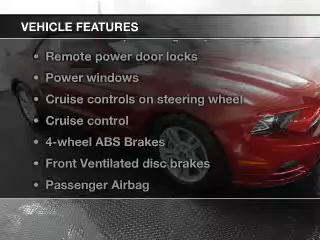 VEHICLE FEATURES
• Remote power door locks
• Power windows
• Cruise controls on steering wheel
• Cruise control
• 4-wheel ABS Brakes
• Front Ventilated disc brakes
• Passenger Airbag